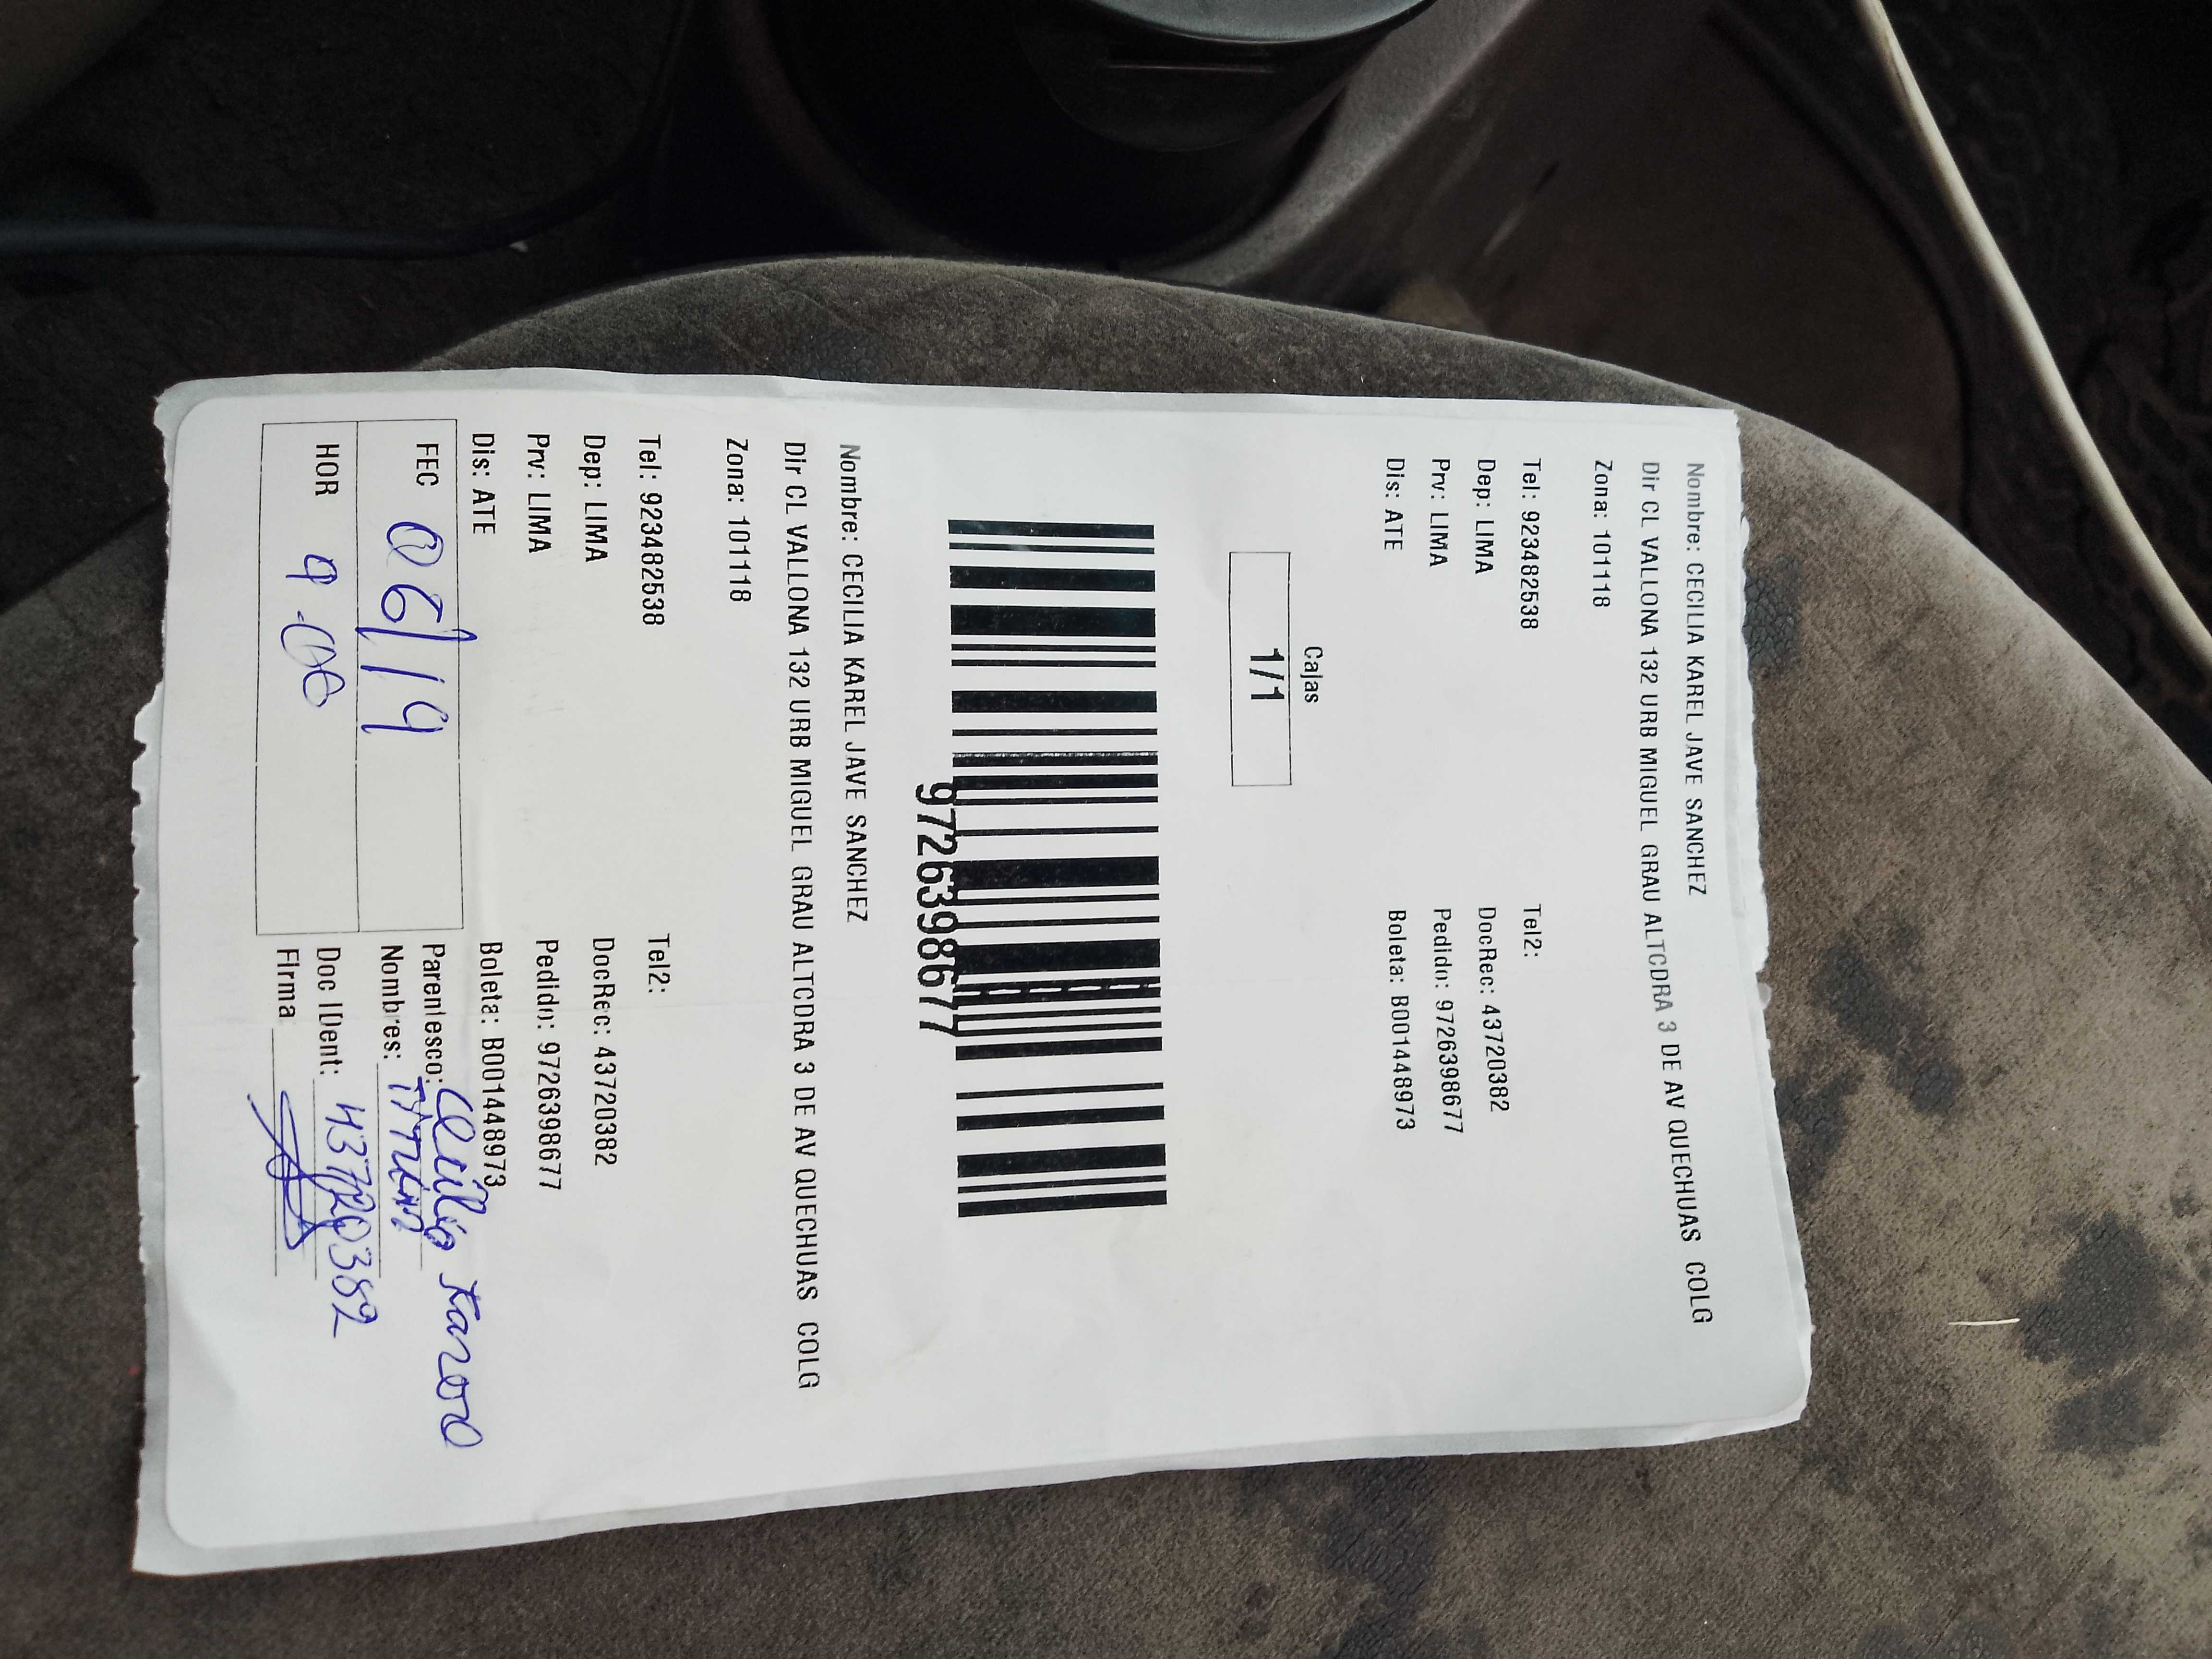 Nombre: CECILIA KAREL JAVE SANCHEZ
Dir CL VALLONA 132 URB MIGUEL GRAU ALTCDRA 3 DE AV QUECHUAS COLG
Zona: 101118
Tel: 923482538 Tel2:
Dep: LIMA DocRec: 43720382
Prv: LIMA Pedido: 9726398677
Dis: ATE Boleta: B001448973
Cajas
1/1
9726398677
Nombre: CECILIA KAREL JAVE SANCHEZ
Dir CL VALLONA 132 URB MIGUEL GRAU ALTCDRA 3 DE AV QUECHUAS COLG
Zona: 101118
Tel: 923482538 Tel2:
Dep: LIMA DocRec: 43720382
Prv: LIMA Pedido: 9726398677
Dis: ATE Boleta: B001448973
FEC 06/19 Parentesco: Cecilia
Nombres:
HOR 9:00 Doc IDent: 43720382
Firma